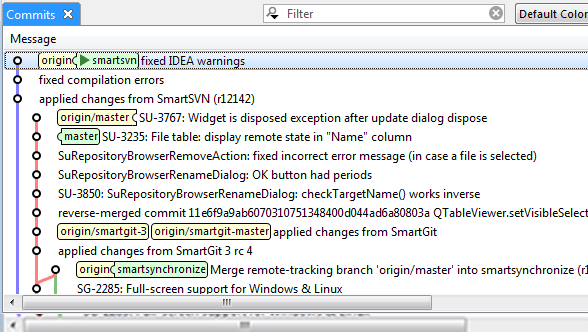 Commits
Filter
Default Color
Message
origin smartsvn fixed IDEA warnings
fixed compilation errors
applied changes from SmartSVN (r12142)
origin/master SU-3767: Widget is disposed exception after update dialog dispose
master SU-3235: File table: display remote state in "Name" column
SuRepositoryBrowserRemoveAction: fixed incorrect error message (in case a file is selected)
SuRepositoryBrowserRenameDialog: OK button had periods
SU-3850: SuRepositoryBrowserRenameDialog: checkTargetName() works inverse
reverse-merged commit 11e6f9a9ab6070310751348400d044ad6a80803a QTableViewer.setVisibleSelect
origin/smartgit-3 origin/smartgit-master applied changes from SmartGit
applied changes from SmartGit 3 rc 4
origin smartsynchronize Merge remote-tracking branch 'origin/master' into smartsynchronize (r1
SG-2285: Full-screen support for Windows & Linux